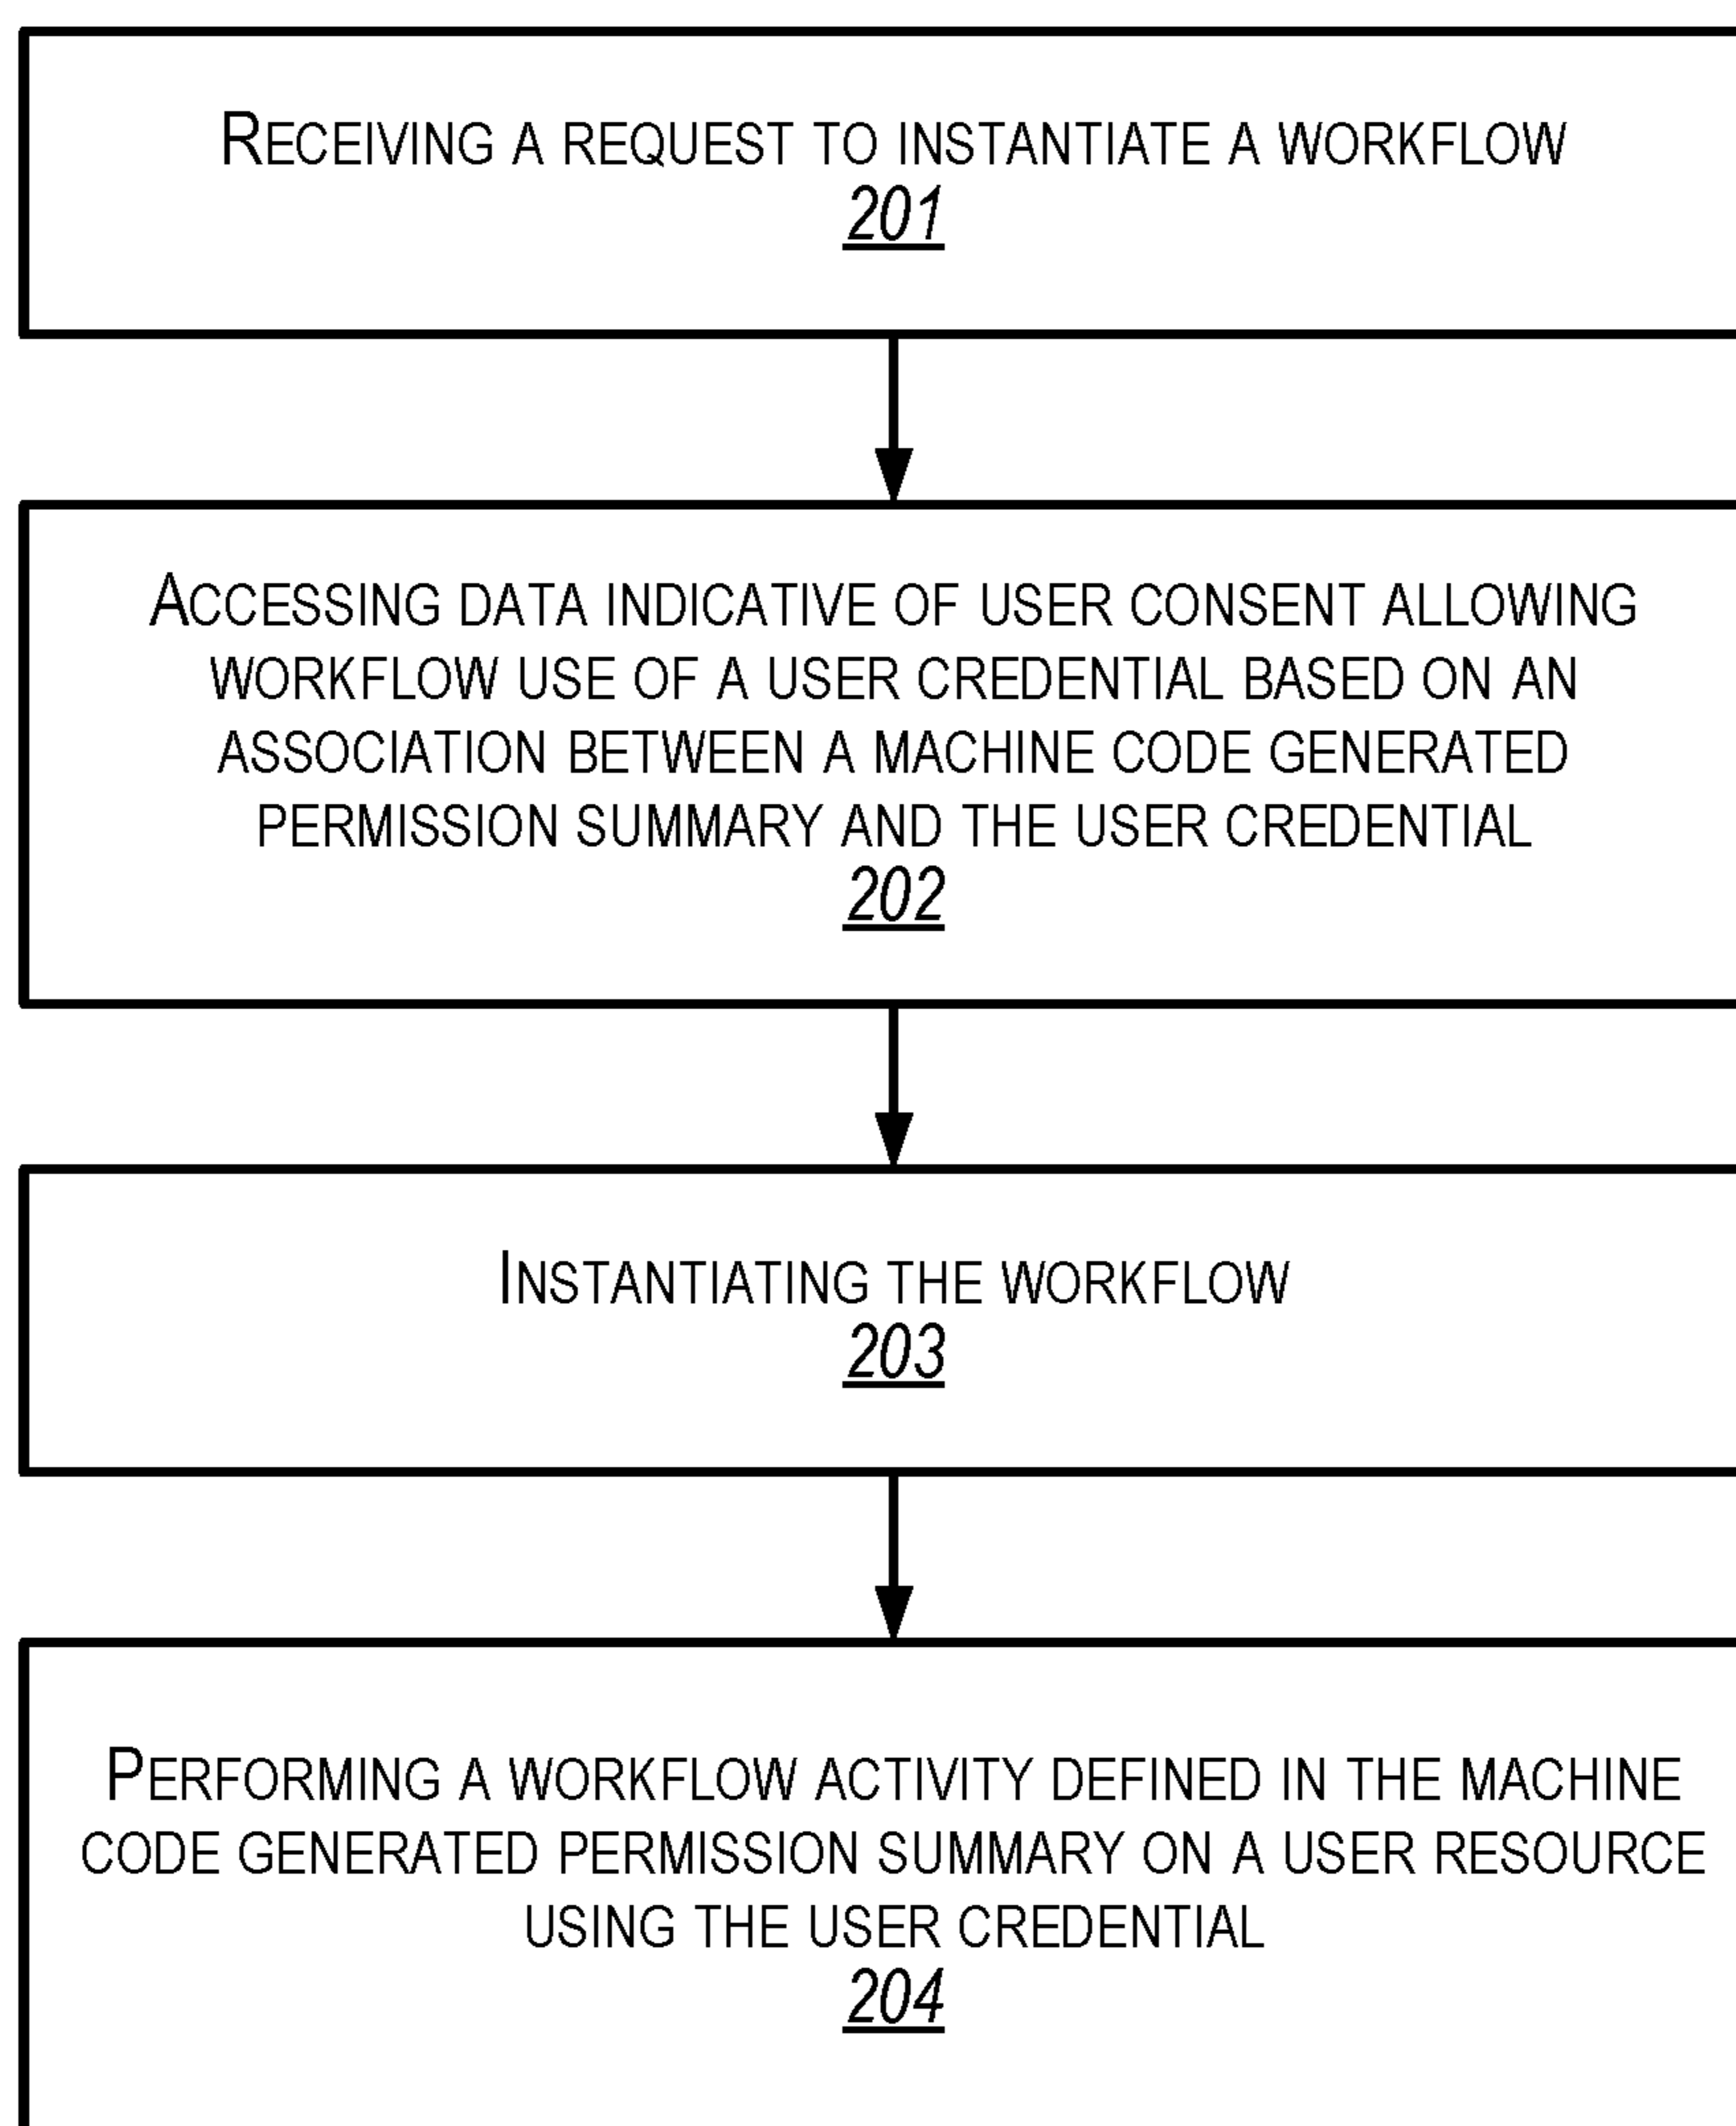 RECEIVING A REQUEST TO INSTANTIATE A WORKFLOW
201
ACCESSING DATA INDICATIVE OF USER CONSENT ALLOWING
WORKFLOW USE OF A USER CREDENTIAL BASED ON AN
ASSOCIATION BETWEEN A MACHINE CODE GENERATED
PERMISSION SUMMARY AND THE USER CREDENTIAL
202
INSTANTIATING THE WORKFLOW
203
PERFORMING A WORKFLOW ACTIVITY DEFINED IN THE MACHINE
CODE GENERATED PERMISSION SUMMARY ON A USER RESOURCE
USING THE USER CREDENTIAL
204